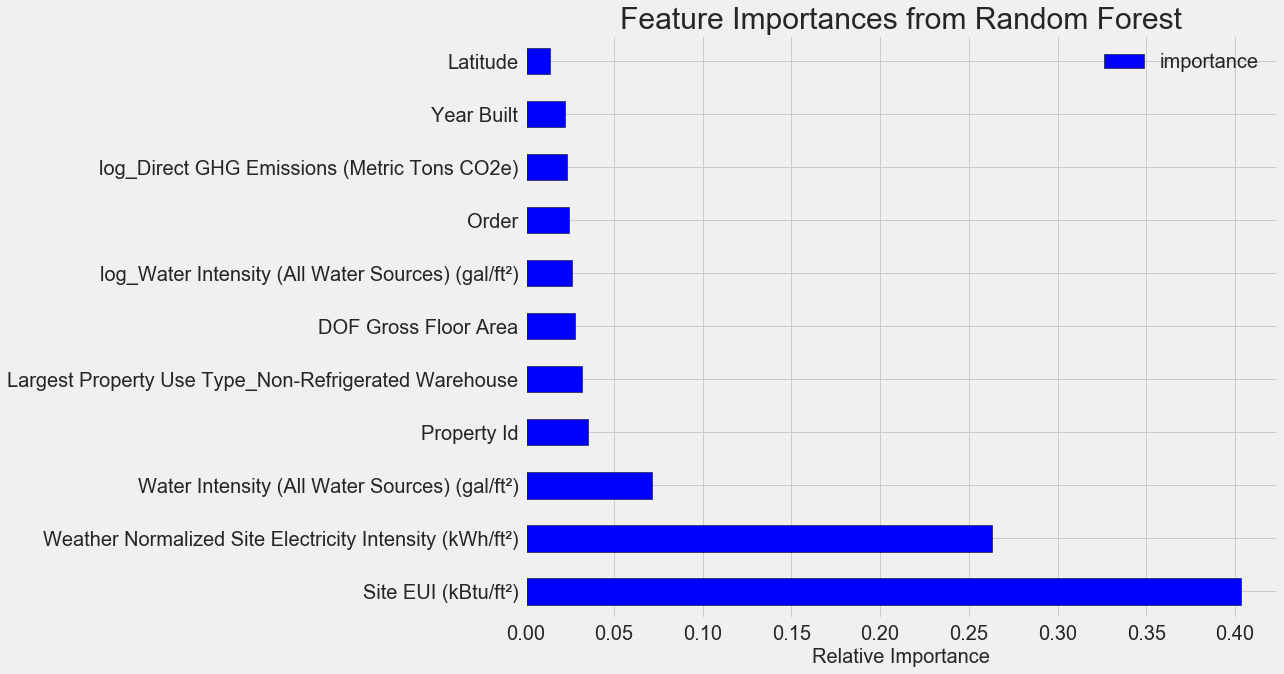 Feature Importances from Random Forest
importance
Latitude
Year Built
log_Direct GHG Emissions (Metric Tons CO2e)
Order
log_Water Intensity (All Water Sources) (gal/ft²)
DOF Gross Floor Area
Largest Property Use Type_Non-Refrigerated Warehouse
Property Id
Water Intensity (All Water Sources) (gal/ft²)
Weather Normalized Site Electricity Intensity (kWh/ft²)
Site EUI (kBtu/ft²)
0.00 0.05 0.10 0.15 0.20 0.25 0.30 0.35 0.40
Relative Importance